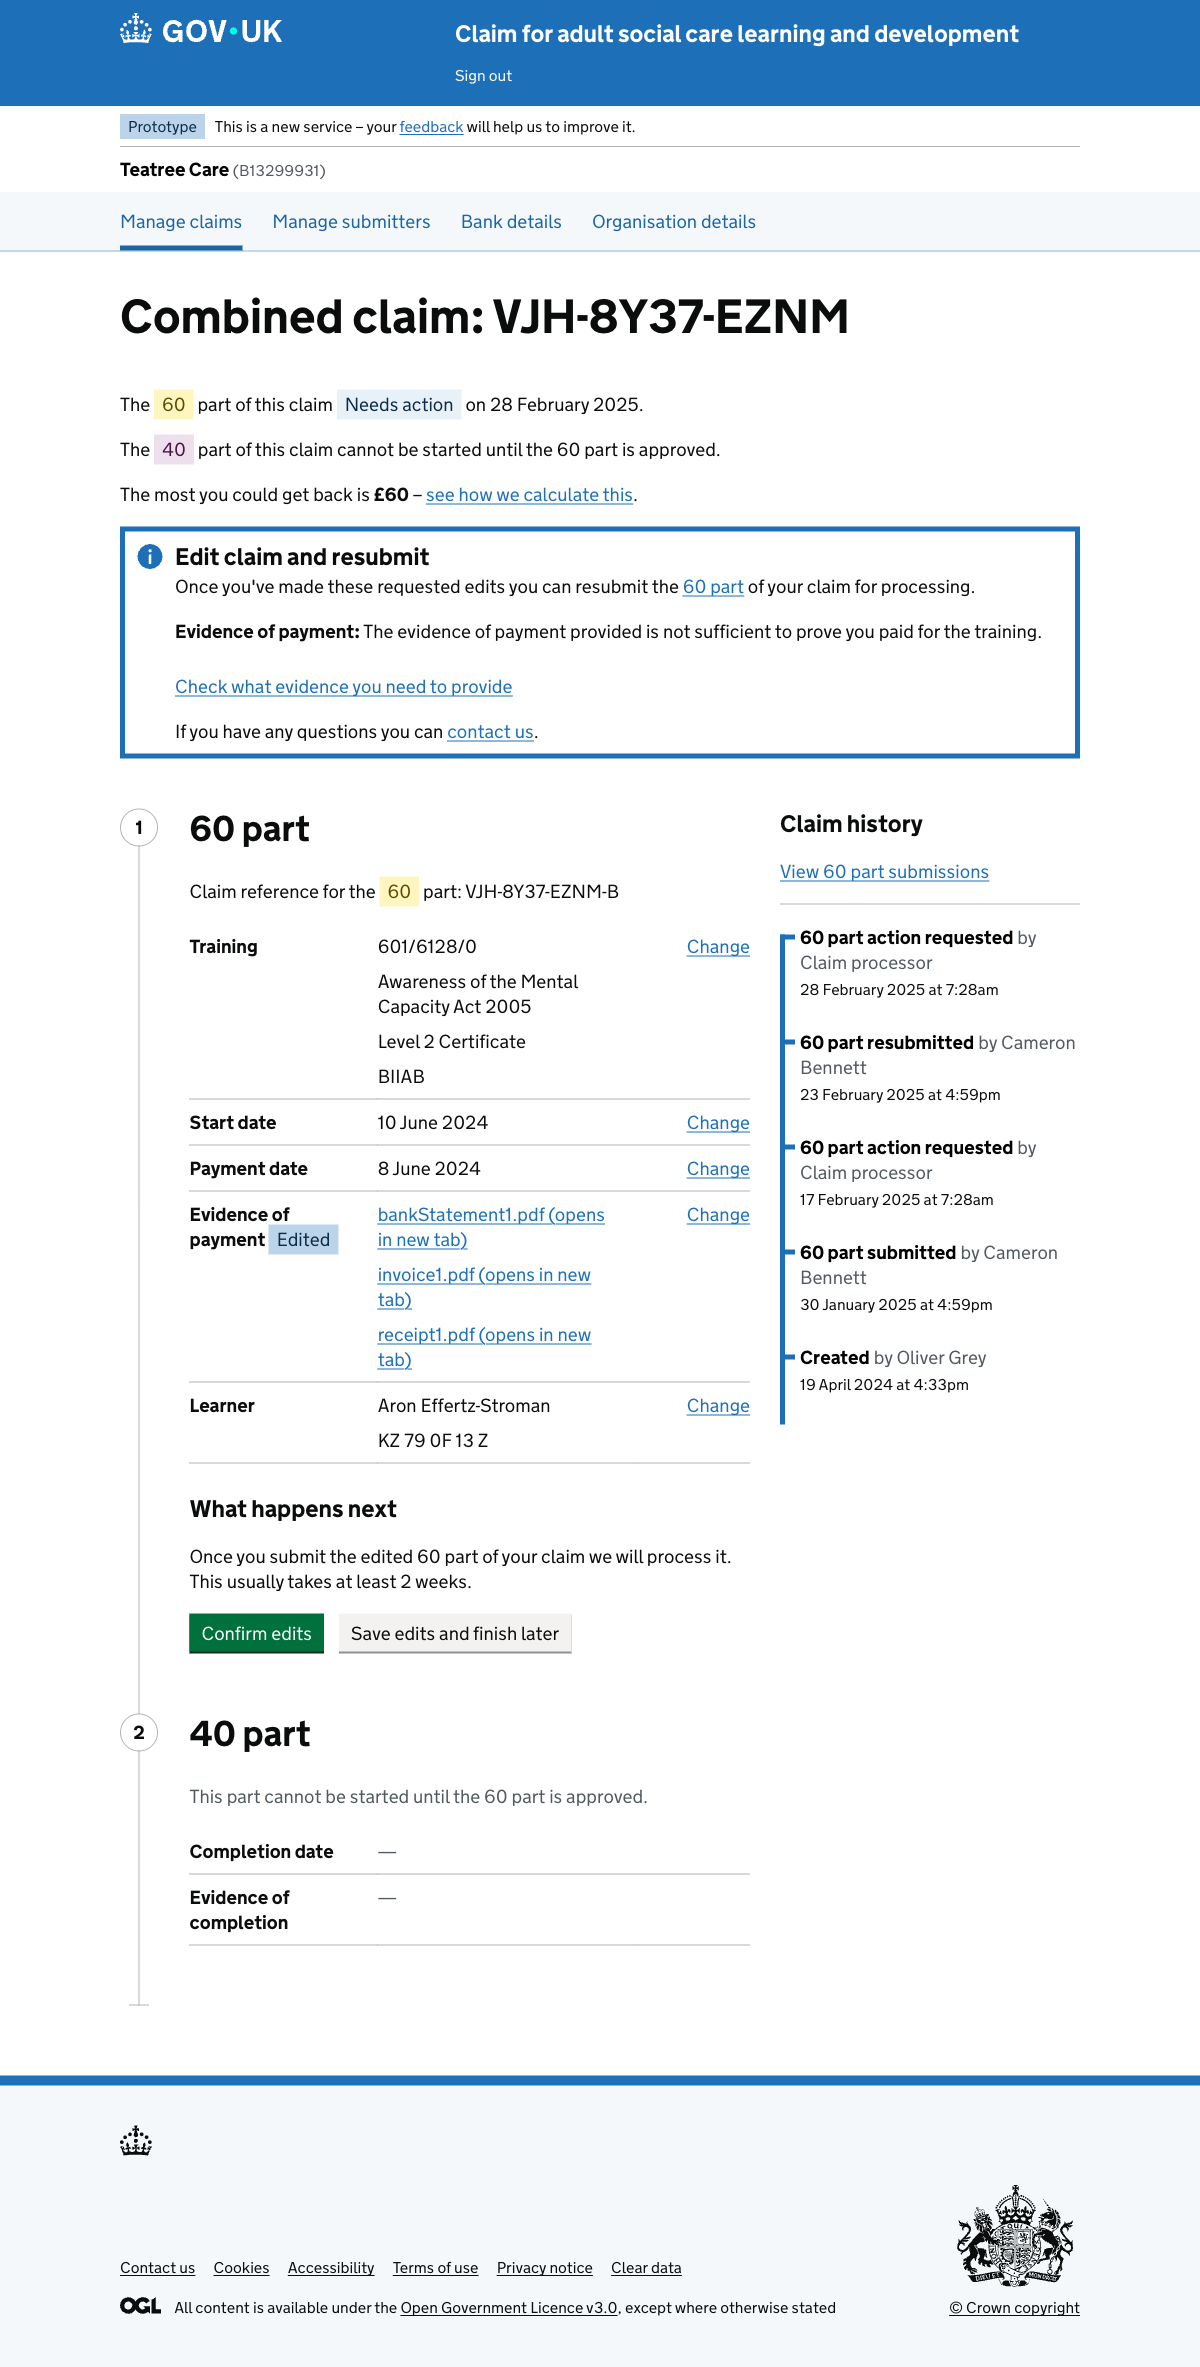 GOV·UK
Claim for adult social care learning and development
Sign out
Prototype This is a new service – your feedback will help us to improve it.
Teatree Care (B13299931)
Manage claims Manage submitters Bank details Organisation details
Combined claim: VJH-8Y37-EZNM
The 60 part of this claim Needs action on 28 February 2025.
The 40 part of this claim cannot be started until the 60 part is approved.
The most you could get back is £60 – see how we calculate this.
Edit claim and resubmit
Once you've made these requested edits you can resubmit the 60 part of your claim for processing.
Evidence of payment: The evidence of payment provided is not sufficient to prove you paid for the training.
Check what evidence you need to provide
If you have any questions you can contact us.
1
60 part
Claim reference for the 60 part: VJH-8Y37-EZNM-B
Training 601/6128/0 Change
Awareness of the Mental
Capacity Act 2005
Level 2 Certificate
BIIAB
Start date 10 June 2024 Change
Payment date 8 June 2024 Change
Evidence of bankStatement1.pdf (opens Change
payment Edited in new tab)
invoice1.pdf (opens in new
tab)
receipt1.pdf (opens in new
tab)
Learner Aron Effertz-Stroman Change
KZ 79 0F 13 Z
What happens next
Once you submit the edited 60 part of your claim we will process it.
This usually takes at least 2 weeks.
Confirm edits Save edits and finish later
Claim history
View 60 part submissions
60 part action requested by
Claim processor
28 February 2025 at 7:28am
60 part resubmitted by Cameron
Bennett
23 February 2025 at 4:59pm
60 part action requested by
Claim processor
17 February 2025 at 7:28am
60 part submitted by Cameron
Bennett
30 January 2025 at 4:59pm
Created by Oliver Grey
19 April 2024 at 4:33pm
2
40 part
This part cannot be started until the 60 part is approved.
Completion date —
Evidence of —
completion
Contact us Cookies Accessibility Terms of use Privacy notice Clear data
OGL All content is available under the Open Government Licence v3.0, except where otherwise stated
© Crown copyright